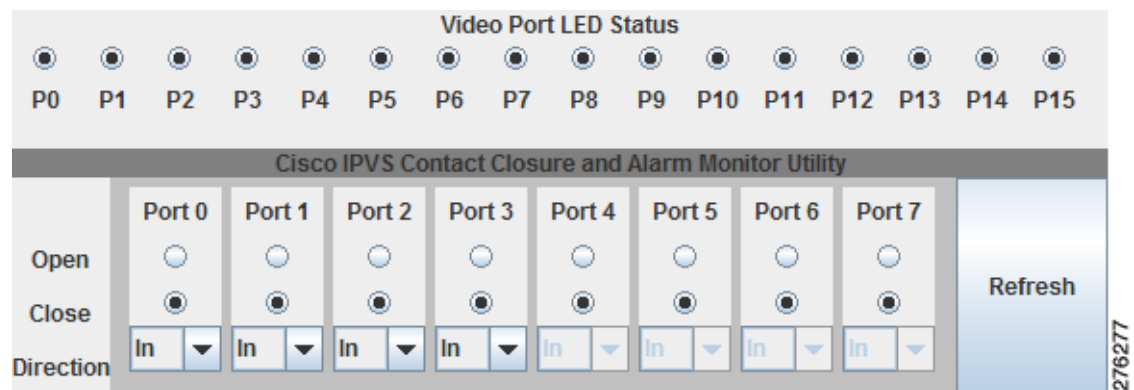 Video Port LED Status
P0 P1 P2 P3 P4 P5 P6 P7 P8 P9 P10 P11 P12 P13 P14 P15
Cisco IPVS Contact Closure and Alarm Monitor Utility
Port 0 Port 1 Port 2 Port 3 Port 4 Port 5 Port 6 Port 7
Open
Close
Direction In In In In In In In In
Refresh
276277